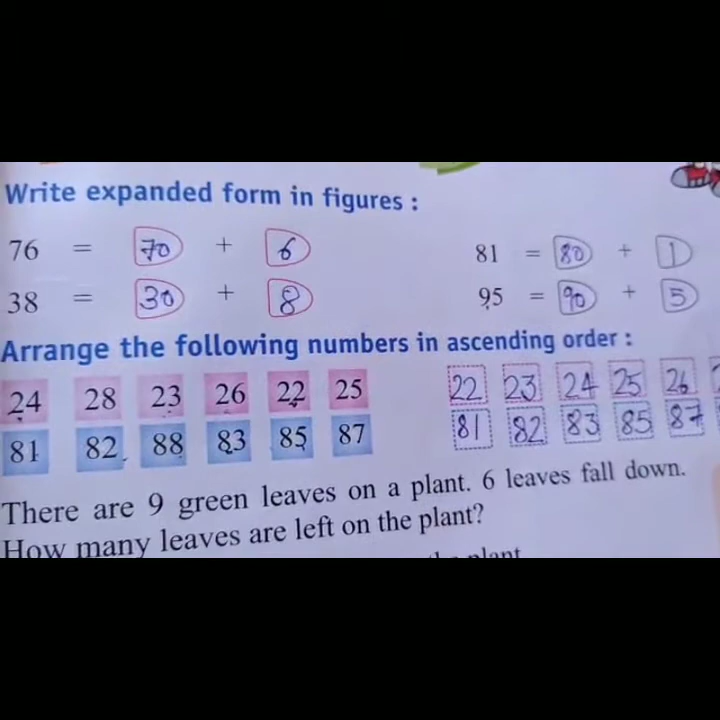 Write expanded form in figures :
76 = 70 + 6 81 = 80 + 1
38 = 30 + 8 95 = 90 + 5
Arrange the following numbers in ascending order :
24 28 23 26 22 25 22 23 24 25 26
81 82 88 83 85 87 81 82 83 85 87
There are 9 green leaves on a plant. 6 leaves fall down.
How many leaves are left on the plant?
plant